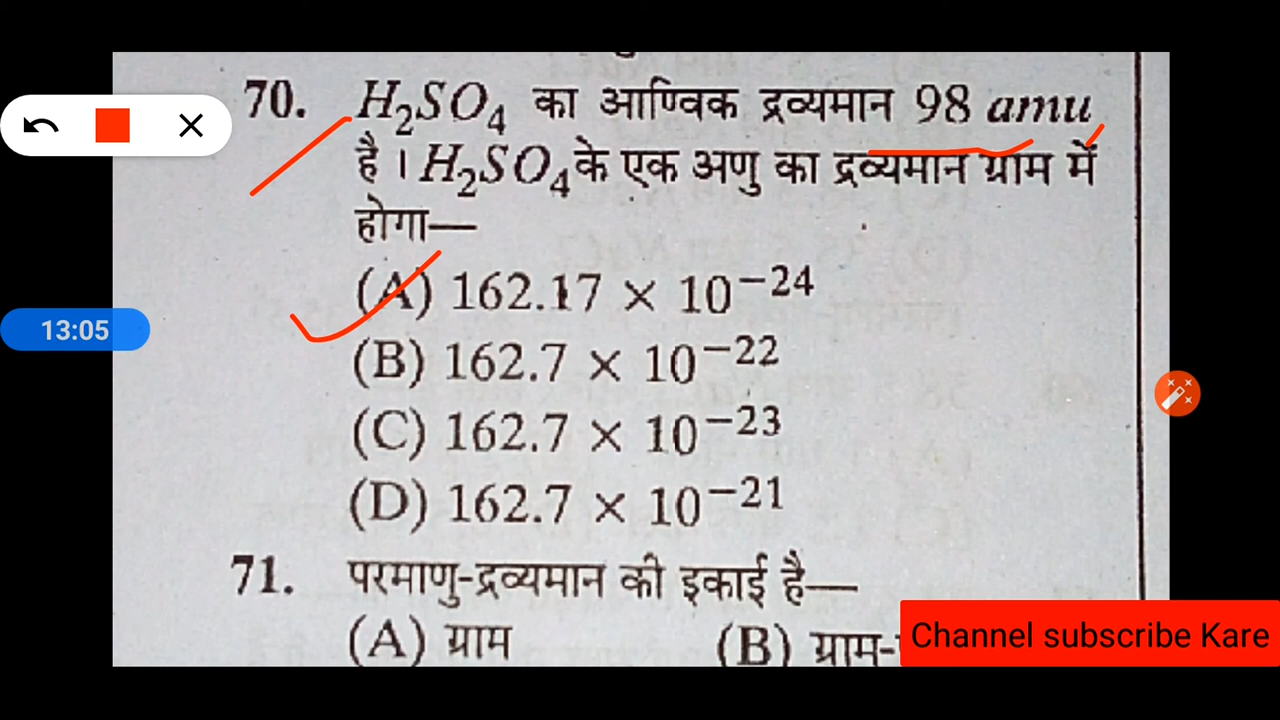 70. H₂SO₄ का आण्विक द्रव्यमान 98 amu
है । H₂SO₄ के एक अणु का द्रव्यमान ग्राम में
होगा—
(A) 162.17 × 10⁻²⁴
13:05
(B) 162.7 × 10⁻²²
(C) 162.7 × 10⁻²³
(D) 162.7 × 10⁻²¹
71. परमाणु-द्रव्यमान की इकाई है—
(A) ग्राम (B) ग्राम-
Channel subscribe Kare